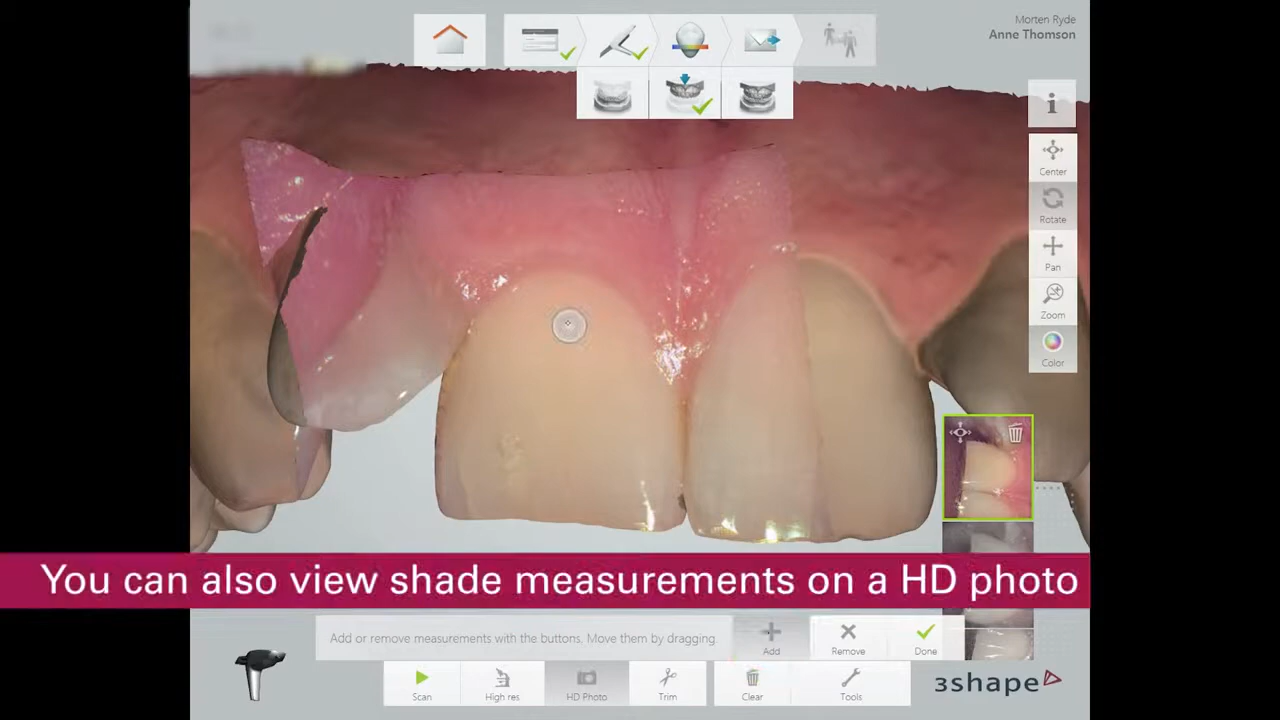 Morten Ryde
Anne Thomson
i
Center
Rotate
Pan
Zoom
Color
You can also view shade measurements on a HD photo
Add or remove measurements with the buttons. Move them by dragging.
Add
Remove
Done
Scan
High res
HD Photo
Trim
Clear
Tools
3shape